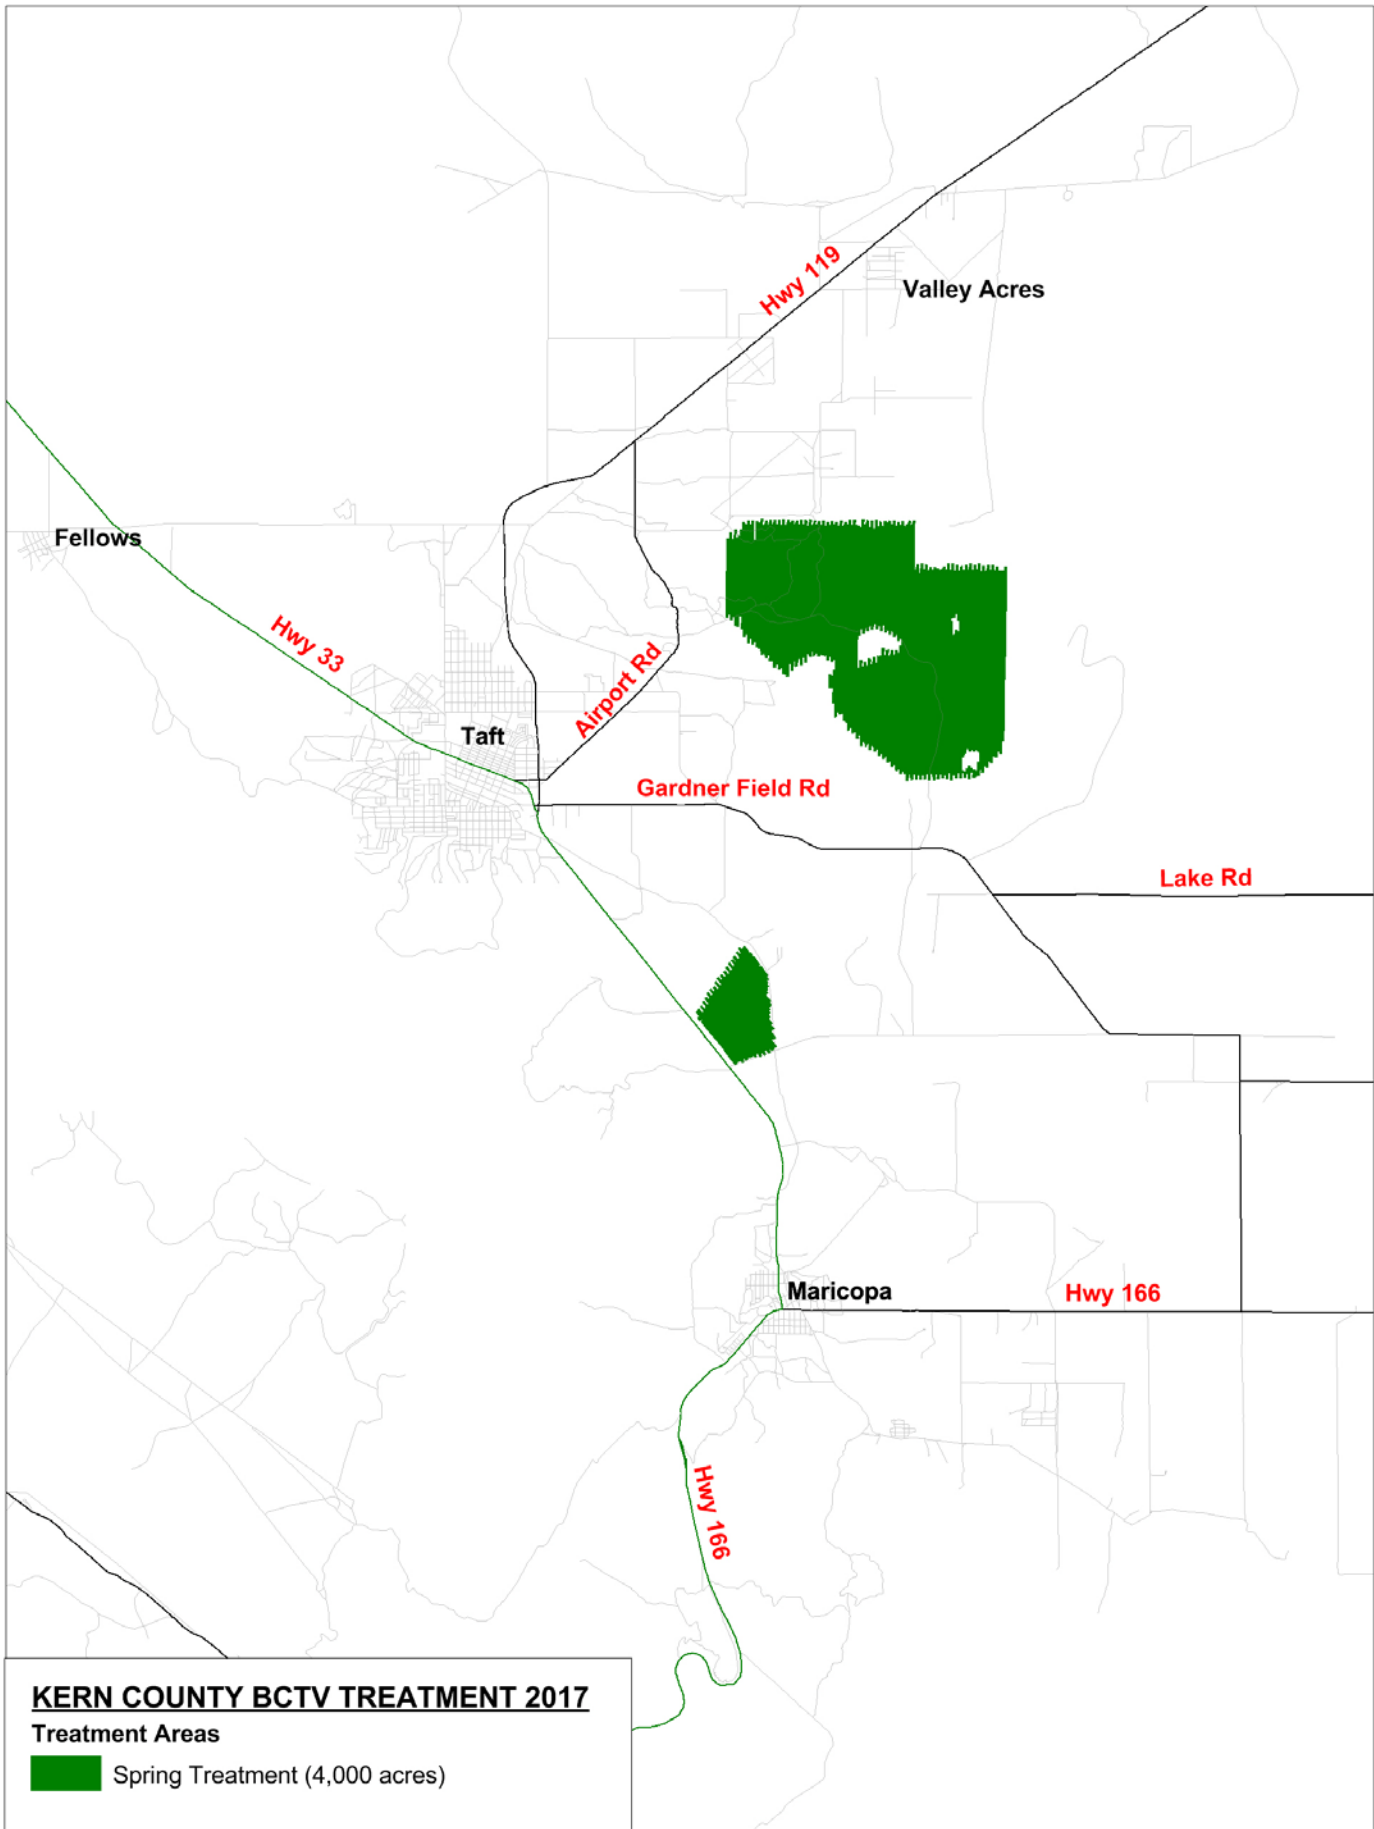 Hwy 119
Valley Acres
Fellows
Hwy 33
Airport Rd
Taft
Gardner Field Rd
Lake Rd
Maricopa
Hwy 166
Hwy 166
KERN COUNTY BCTV TREATMENT 2017
Treatment Areas
Spring Treatment (4,000 acres)